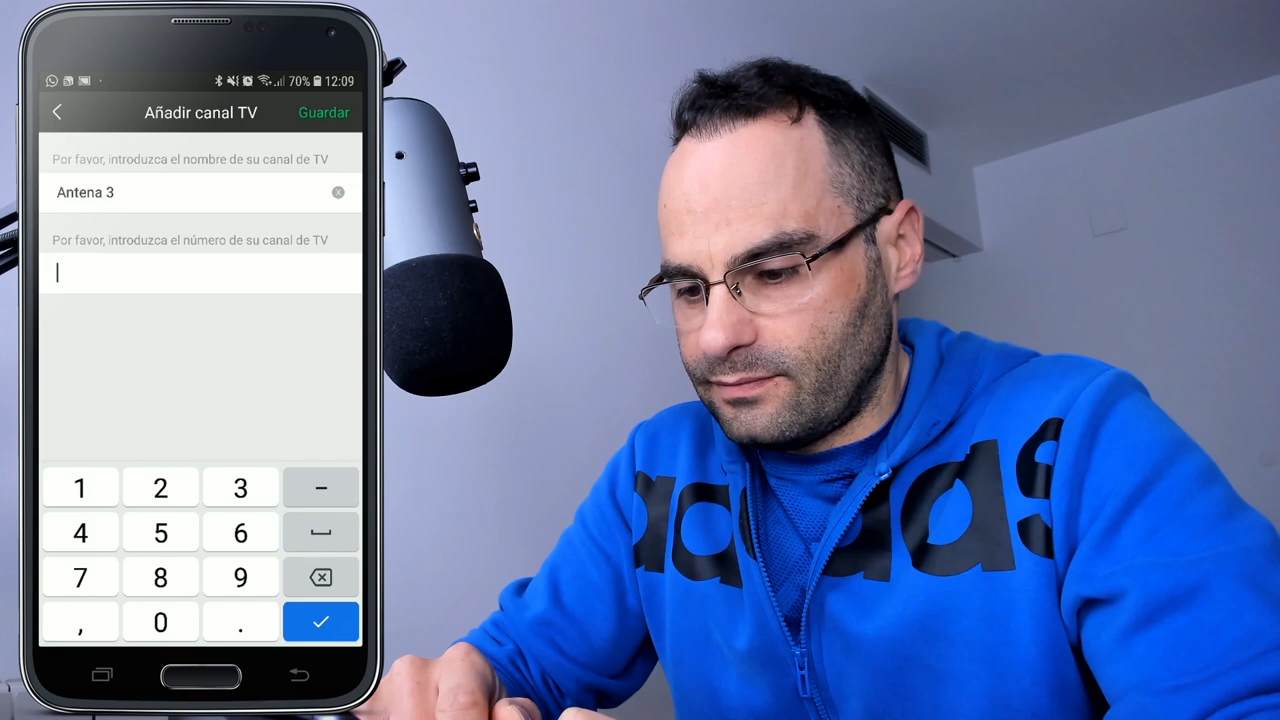 70% 12:09
Añadir canal TV Guardar
Por favor, introduzca el nombre de su canal de TV
Antena 3
Por favor, introduzca el número de su canal de TV
1 2 3 -
4 5 6
7 8 9
, 0 .
adidas